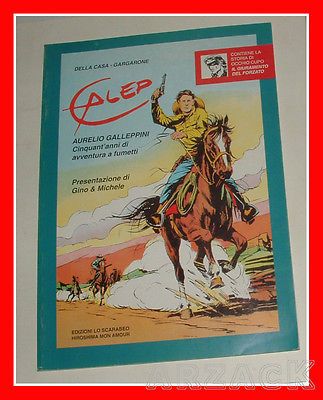 DELLA CASA - GARGARONE
GALEP
AURELIO GALLEPPINI
Cinquant'anni di
avventura a fumetti
Presentazione di
Gino & Michele
CONTIENE LA
STORIA DI
OCCHIO CUPO
IL GIURAMENTO
DEL FORZATO
EDIZIONI LO SCARABEO
HIROSHIMA MON AMOUR
ARZACK